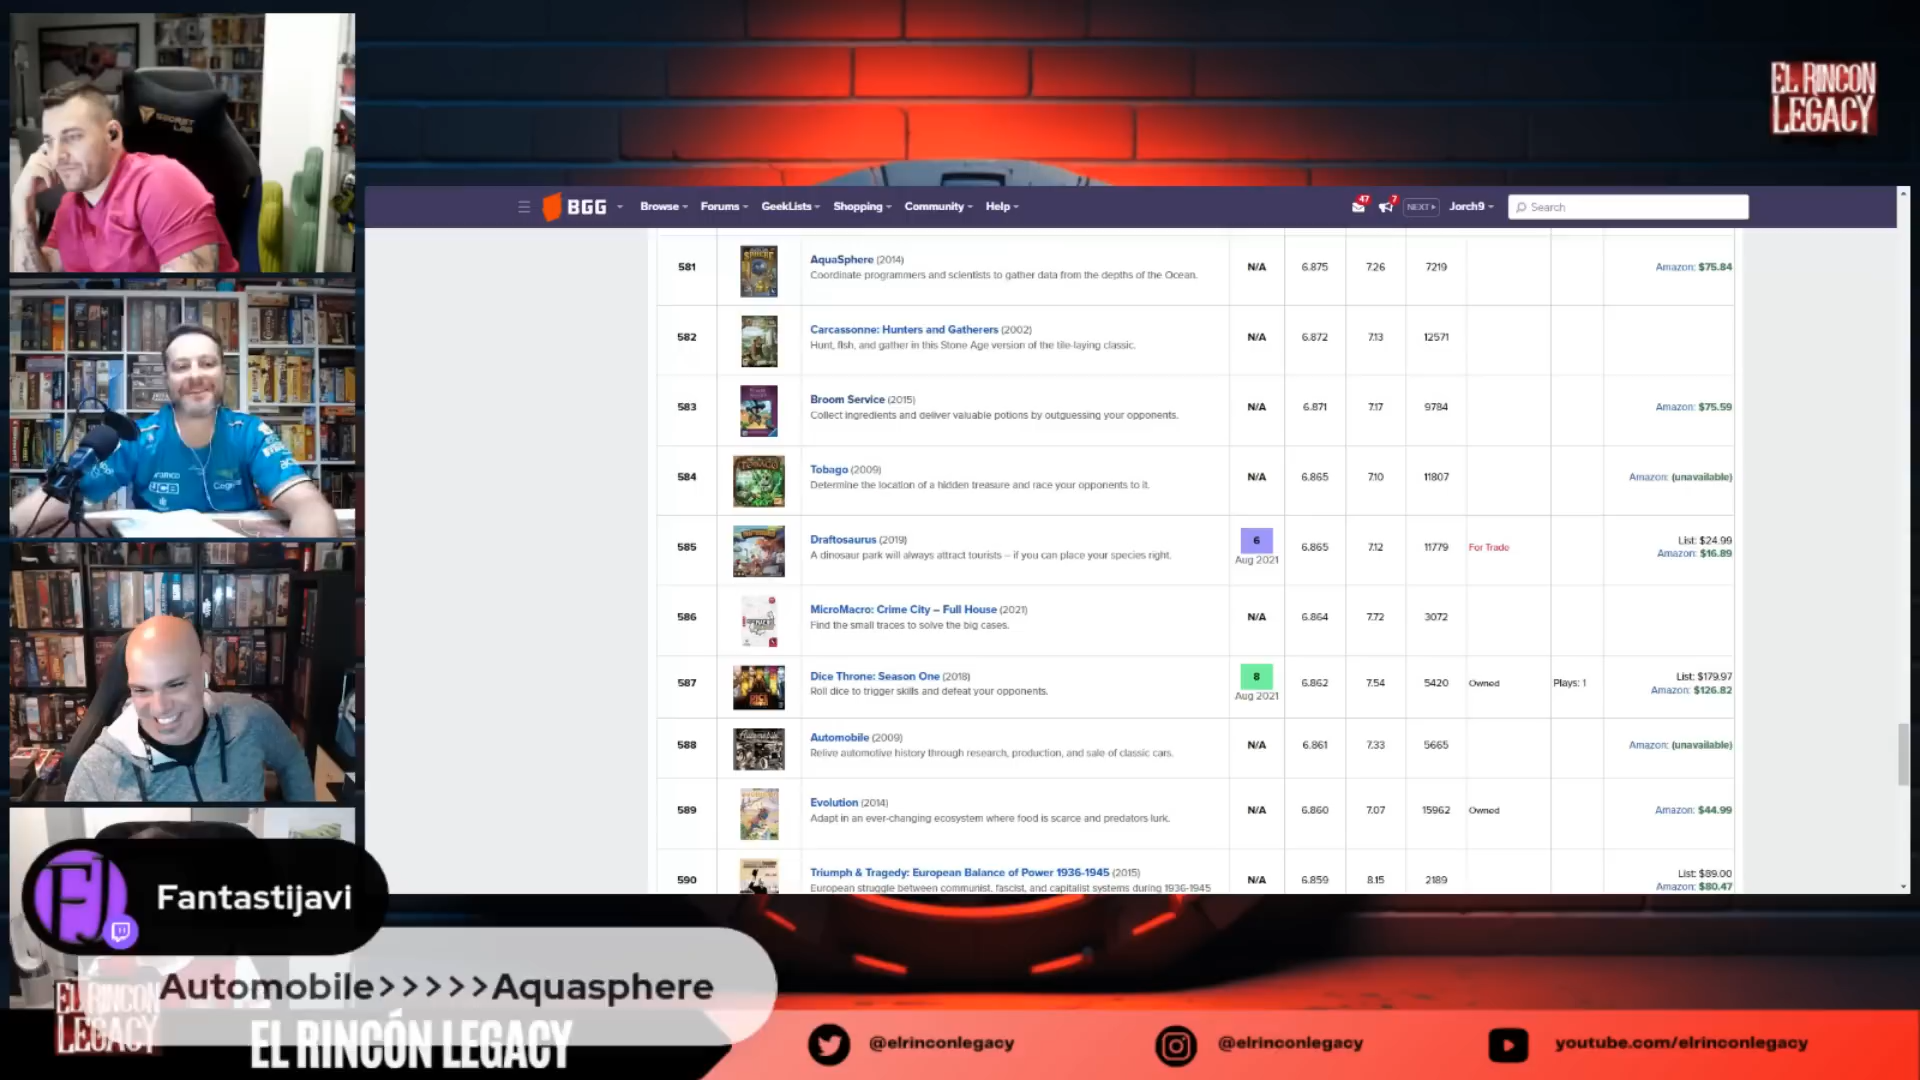 EL RINCON
LEGACY
SECRET
LAB
BGG
Browse
Forums
GeekLists
Shopping
Community
Help
47
7
NEXT
Jorch9
Search
581
AquaSphere (2014)
Coordinate programmers and scientists to gather data from the depths of the Ocean.
N/A
6.875
7.26
7219
Amazon: $75.84
582
Carcassonne: Hunters and Gatherers (2002)
Hunt, fish, and gather in this Stone Age version of the tile-laying classic.
N/A
6.872
7.13
12571
583
Broom Service (2015)
Collect ingredients and deliver valuable potions by outguessing your opponents.
N/A
6.871
7.17
9784
Amazon: $75.59
584
Tobago (2009)
Determine the location of a hidden treasure and race your opponents to it.
N/A
6.865
7.10
11807
Amazon: (unavailable)
585
Draftosaurus (2019)
A dinosaur park will always attract tourists – if you can place your species right.
6
Aug 2021
6.865
7.12
11779
For Trade
List: $24.99
Amazon: $16.89
586
MicroMacro: Crime City – Full House (2021)
Find the small traces to solve the big cases.
N/A
6.864
7.72
3072
587
Dice Throne: Season One (2018)
Roll dice to trigger skills and defeat your opponents.
8
Aug 2021
6.862
7.54
5420
Owned
Plays: 1
List: $179.97
Amazon: $126.82
588
Automobile (2009)
Relive automotive history through research, production, and sale of classic cars.
N/A
6.861
7.33
5665
Amazon: (unavailable)
589
Evolution (2014)
Adapt in an ever-changing ecosystem where food is scarce and predators lurk.
N/A
6.860
7.07
15962
Owned
Amazon: $44.99
590
Triumph & Tragedy: European Balance of Power 1936-1945 (2015)
European struggle between communist, fascist, and capitalist systems during 1936-1945
N/A
6.859
8.15
2189
List: $89.00
Amazon: $80.47
Fantastijavi
Automobile>>>>>Aquasphere
EL RINCON
LEGACY
EL RINCÓN LEGACY
@elrinconlegacy
@elrinconlegacy
youtube.com/elrinconlegacy